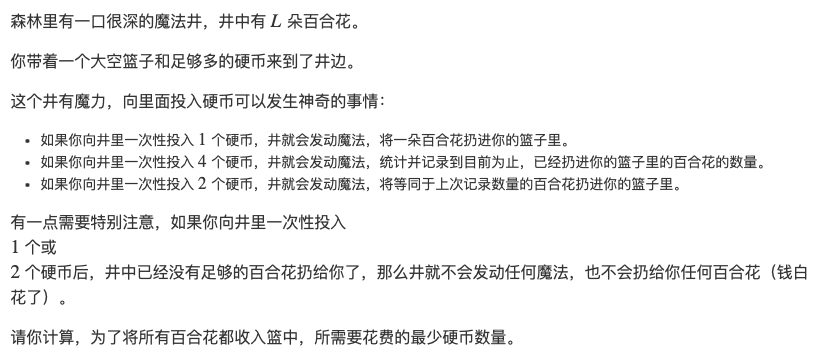 森林里有一口很深的魔法井，井中有 L 朵百合花。
你带着一个大空篮子和足够多的硬币来到了井边。
这个井有魔力，向里面投入硬币可以发生神奇的事情：
• 如果你向井里一次性投入 1 个硬币，井就会发动魔法，将一朵百合花扔进你的篮子里。
• 如果你向井里一次性投入 4 个硬币，井就会发动魔法，统计并记录到目前为止，已经扔进你的篮子里的百合花的数量。
• 如果你向井里一次性投入 2 个硬币，井就会发动魔法，将等同于上次记录数量的百合花扔进你的篮子里。
有一点需要特别注意，如果你向井里一次性投入
1 个或
2 个硬币后，井中已经没有足够的百合花扔给你了，那么井就不会发动任何魔法，也不会扔给你任何百合花（钱白
花了）。
请你计算，为了将所有百合花都收入篮中，所需要花费的最少硬币数量。